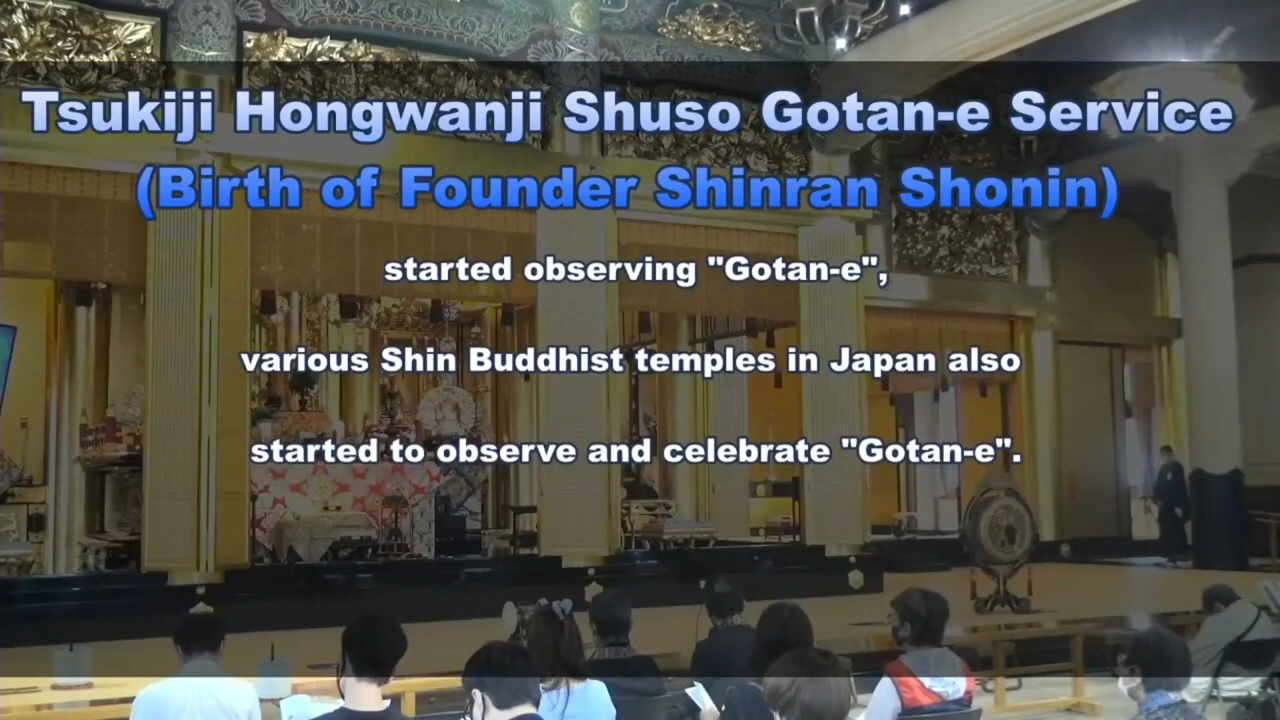 Tsukiji Hongwanji Shuso Gotan-e Service
(Birth of Founder Shinran Shonin)
started observing "Gotan-e",
various Shin Buddhist temples in Japan also
started to observe and celebrate "Gotan-e".